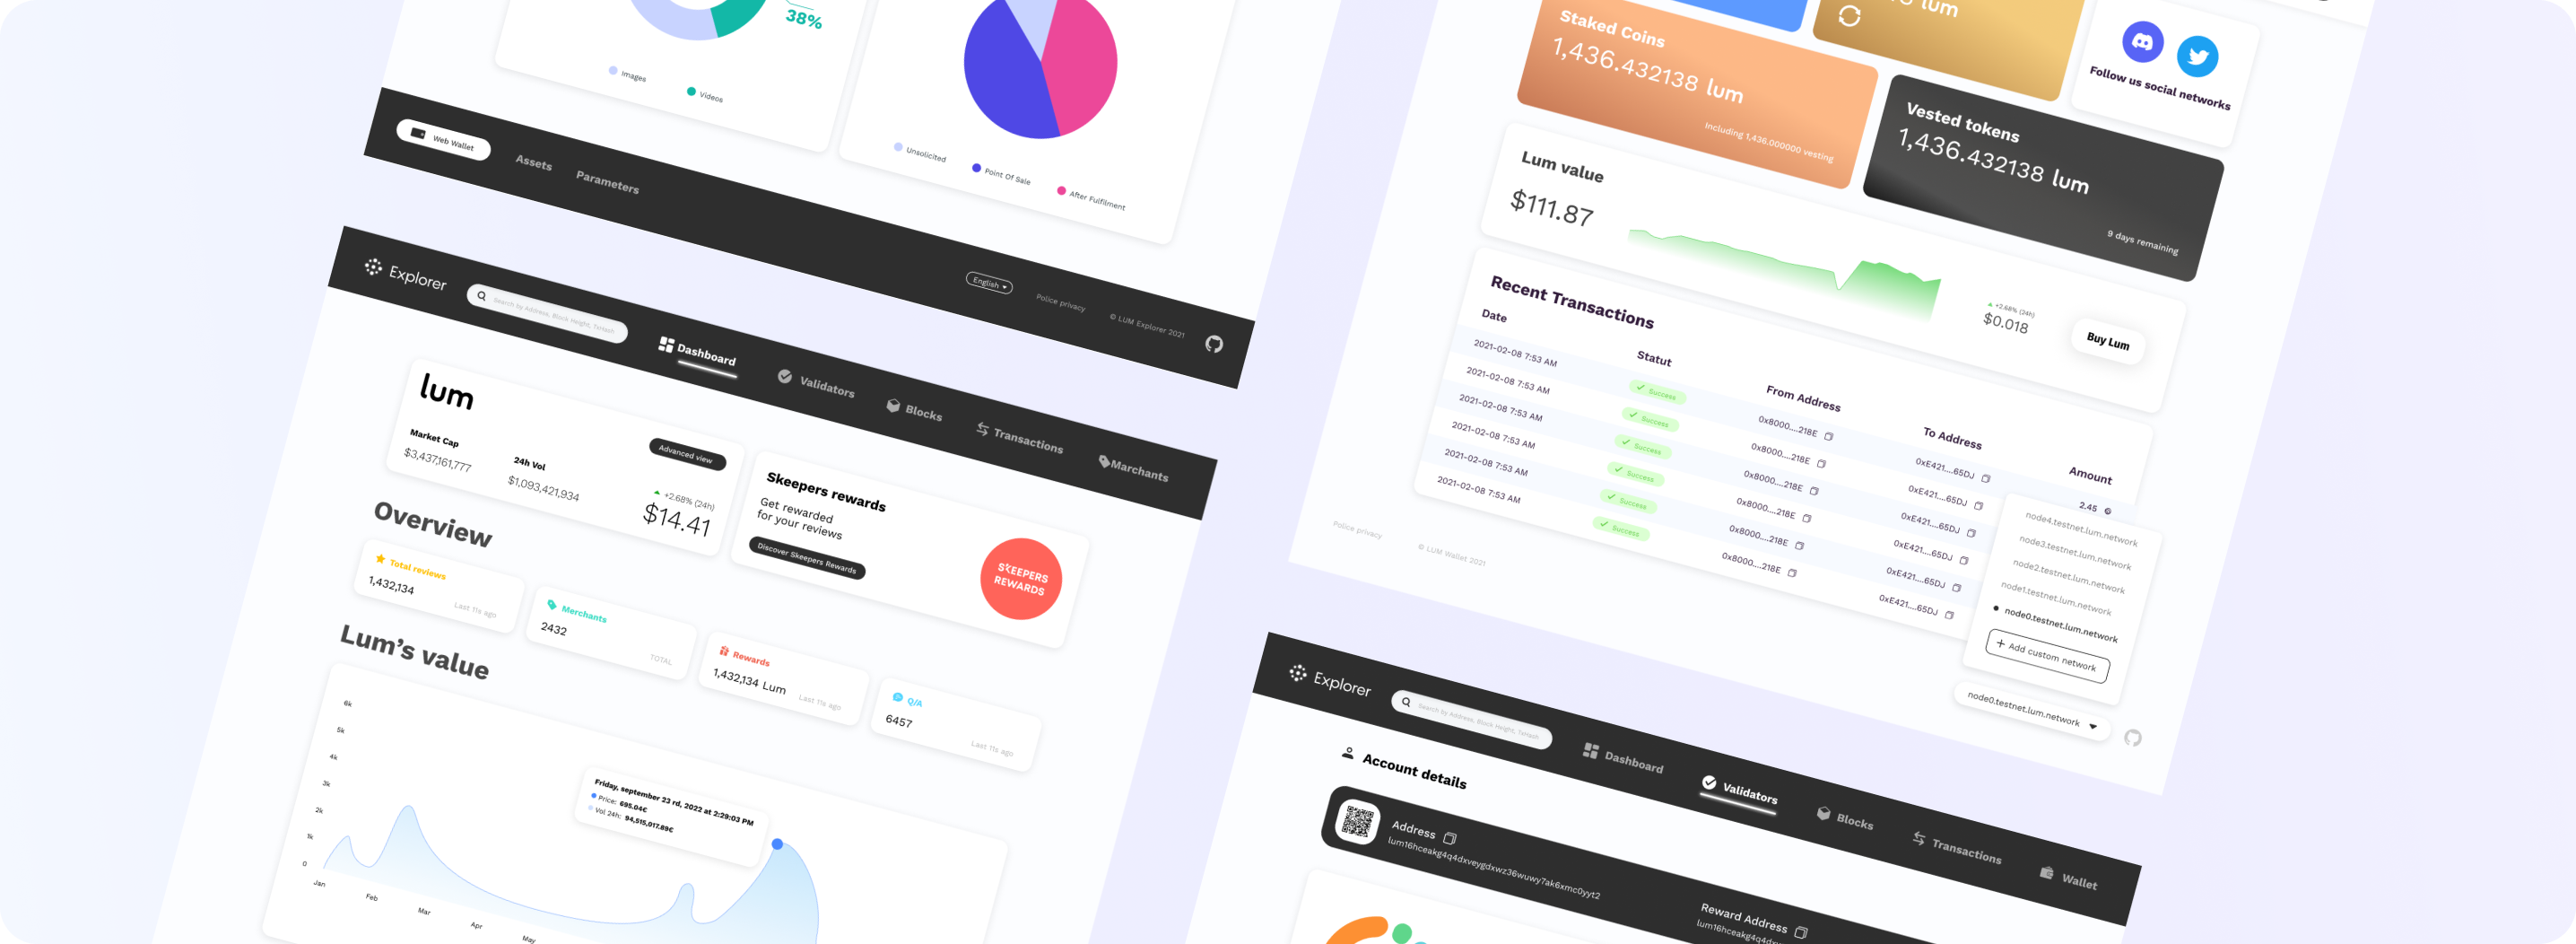 38%
Images
Videos
Unsolicited
Point Of Sale
After Fulfilment
Web Wallet
Assets
Parameters
English
Police privacy
© LUM Explorer 2021
Explorer
Search by Address, Block Height, TxHash
Dashboard
Validators
Blocks
Transactions
Marchants
lum
Market Cap
$3,437,161,777
24h Vol
$1,093,421,934
Advanced view
+2.68% (24h)
$14.41
Skeepers rewards
Get rewarded
for your reviews
Discover Skeepers Rewards
SKEEPERS
REWARDS
Overview
Total reviews
1,432,134
Last 11s ago
Merchants
2432
TOTAL
Rewards
1,432,134 Lum
Last 11s ago
Q/A
6457
Last 11s ago
Lum's value
6k
5k
4k
3k
2k
1k
0
Jan
Feb
Mar
Apr
May
Friday, september 23 rd, 2022 at 2:29:03 PM
Price: 695.04€
Vol 24h: 94,515,017.89€
lum
Staked Coins
1,436.432138 lum
Including 1,436.000000 vesting
Vested tokens
1,436.432138 lum
9 days remaining
Follow us social networks
Lum value
$111.87
+2.68% (24h)
$0.018
Buy Lum
Recent Transactions
Date
Statut
From Address
To Address
Amount
2021-02-08 7:53 AM
Success
0x8000....218E
0xE421....65DJ
2.45
2021-02-08 7:53 AM
Success
0x8000....218E
0xE421....65DJ
2021-02-08 7:53 AM
Success
0x8000....218E
0xE421....65DJ
2021-02-08 7:53 AM
Success
0x8000....218E
0xE421....65DJ
2021-02-08 7:53 AM
Success
0x8000....218E
0xE421....65DJ
2021-02-08 7:53 AM
Success
0x8000....218E
0xE421....65DJ
node4.testnet.lum.network
node3.testnet.lum.network
node2.testnet.lum.network
node1.testnet.lum.network
node0.testnet.lum.network
+ Add custom network
node0.testnet.lum.network
Police privacy
© LUM Wallet 2021
Explorer
Search by Address, Block Height, TxHash
Dashboard
Validators
Blocks
Transactions
Wallet
Account details
Address
lum16hceakg4q4dxveygdxwz36wuwy7ak6xmc0yyt2
Reward Address